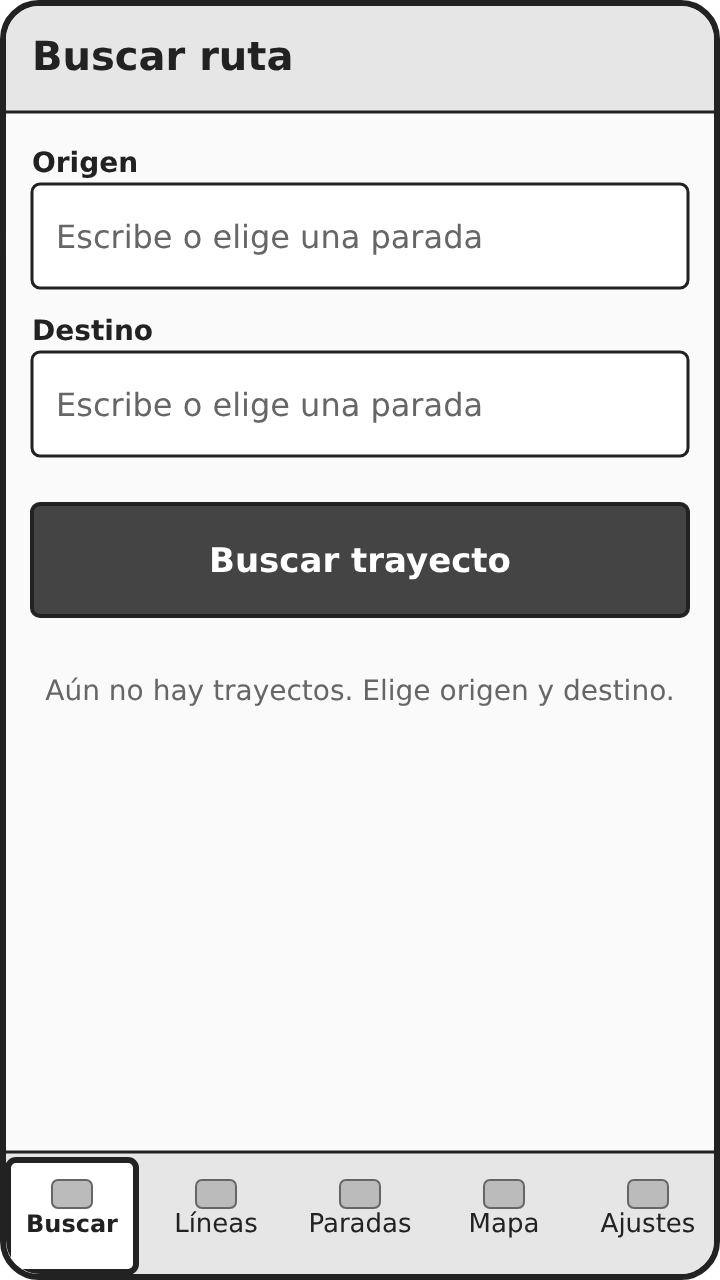 Buscar ruta
Origen
Escribe o elige una parada
Destino
Escribe o elige una parada
Buscar trayecto
Aún no hay trayectos. Elige origen y destino.
Buscar Líneas Paradas Mapa Ajustes